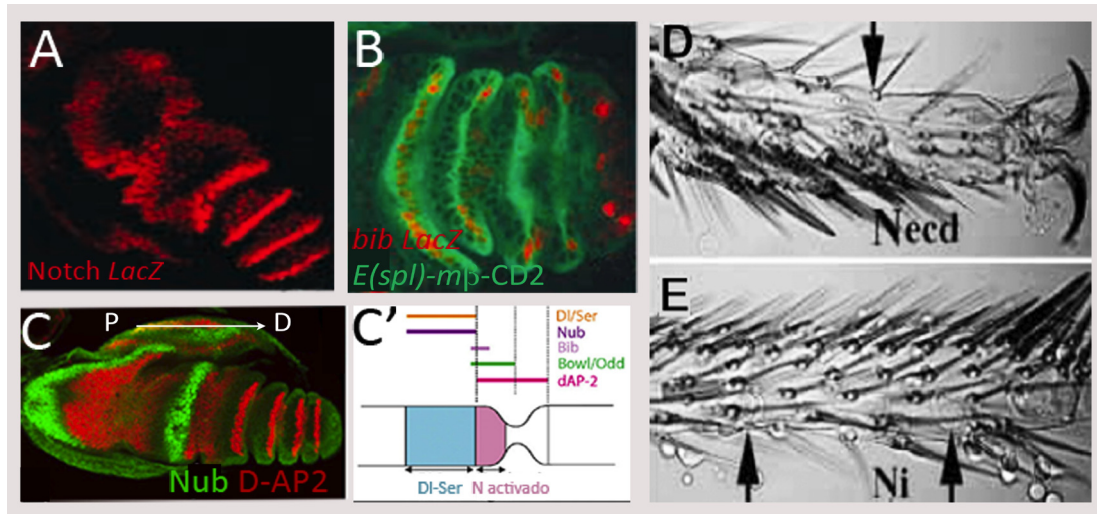 A
Notch LacZ
B
bib LacZ
E(spl)-mβ-CD2
C
P D
Nub D-AP2
C'
Dl/Ser
Nub
Bib
Bowl/Odd
dAP-2
Dl-Ser N activado
D
Necd
E
Ni